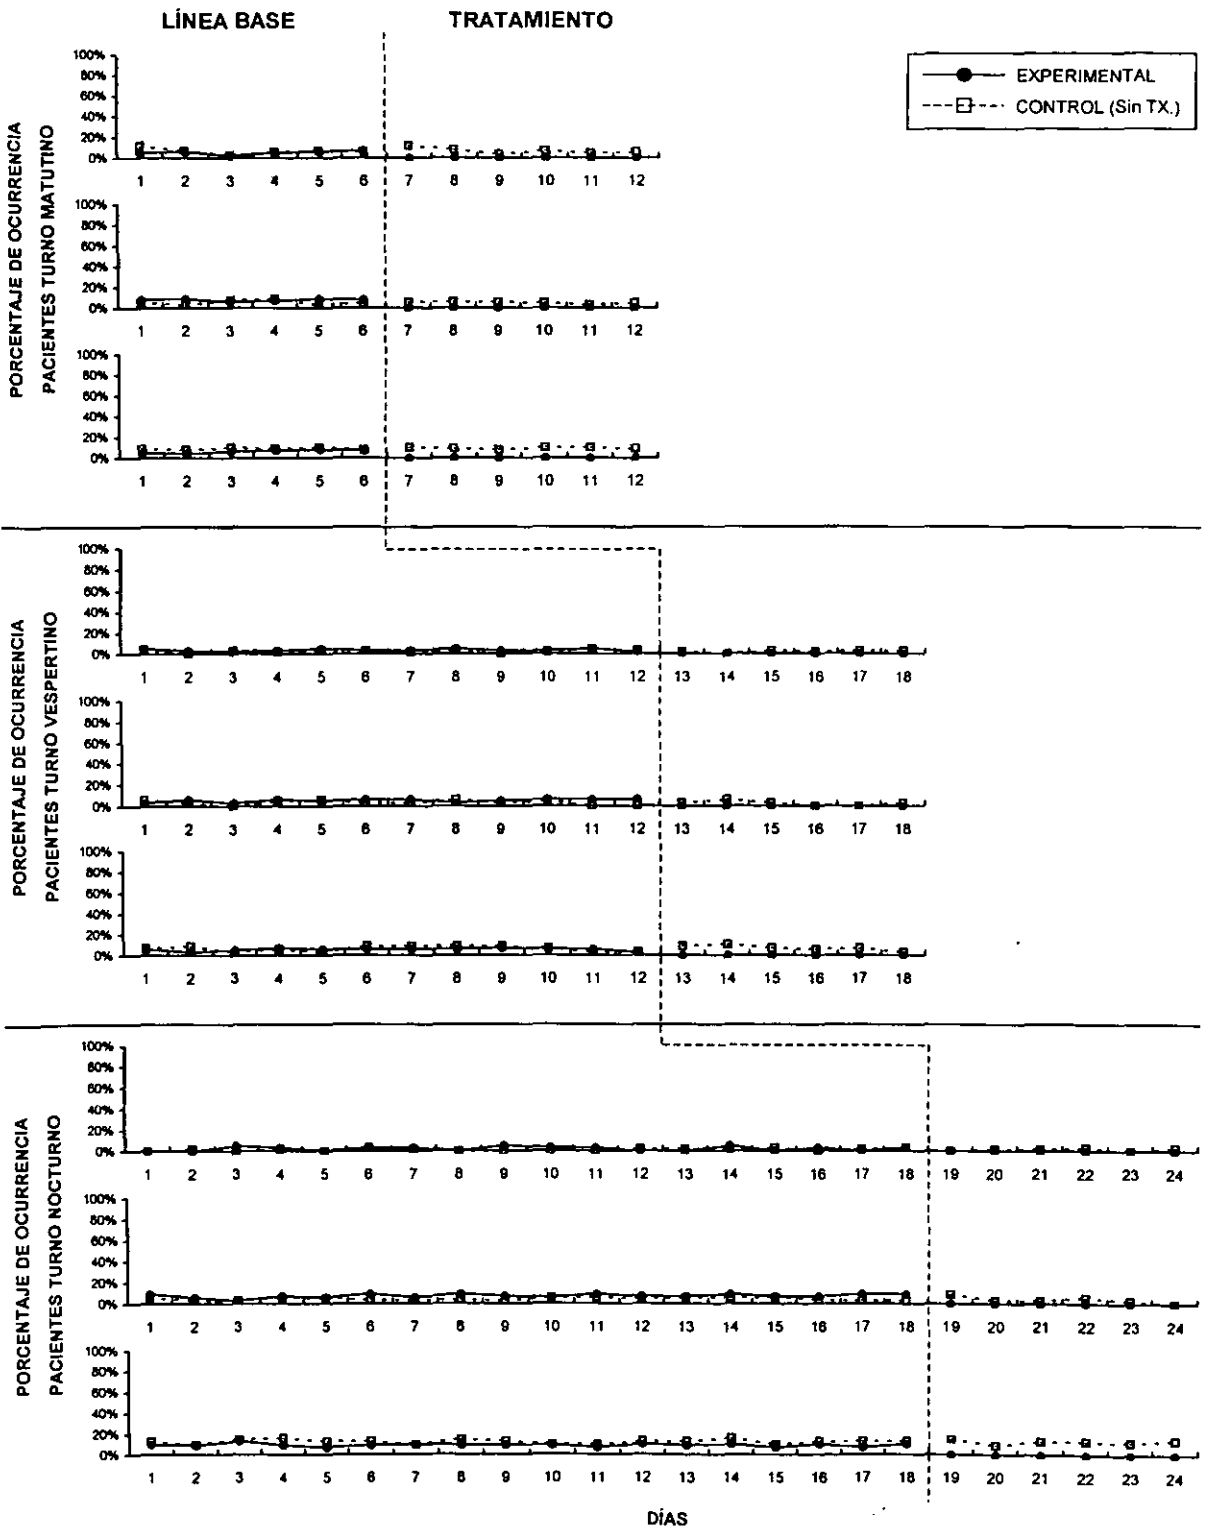 LÍNEA BASE TRATAMIENTO
EXPERIMENTAL
CONTROL (Sin TX.)
PORCENTAJE DE OCURRENCIA
PACIENTES TURNO MATUTINO
100%
80%
60%
40%
20%
0%
1 2 3 4 5 6 7 8 9 10 11 12
100%
80%
60%
40%
20%
0%
1 2 3 4 5 6 7 8 9 10 11 12
100%
80%
60%
40%
20%
0%
1 2 3 4 5 6 7 8 9 10 11 12
PORCENTAJE DE OCURRENCIA
PACIENTES TURNO VESPERTINO
100%
80%
60%
40%
20%
0%
1 2 3 4 5 6 7 8 9 10 11 12 13 14 15 16 17 18
100%
80%
60%
40%
20%
0%
1 2 3 4 5 6 7 8 9 10 11 12 13 14 15 16 17 18
100%
80%
60%
40%
20%
0%
1 2 3 4 5 6 7 8 9 10 11 12 13 14 15 16 17 18
PORCENTAJE DE OCURRENCIA
PACIENTES TURNO NOCTURNO
100%
80%
60%
40%
20%
0%
1 2 3 4 5 6 7 8 9 10 11 12 13 14 15 16 17 18 19 20 21 22 23 24
100%
80%
60%
40%
20%
0%
1 2 3 4 5 6 7 8 9 10 11 12 13 14 15 16 17 18 19 20 21 22 23 24
100%
80%
60%
40%
20%
0%
1 2 3 4 5 6 7 8 9 10 11 12 13 14 15 16 17 18 19 20 21 22 23 24
DÍAS